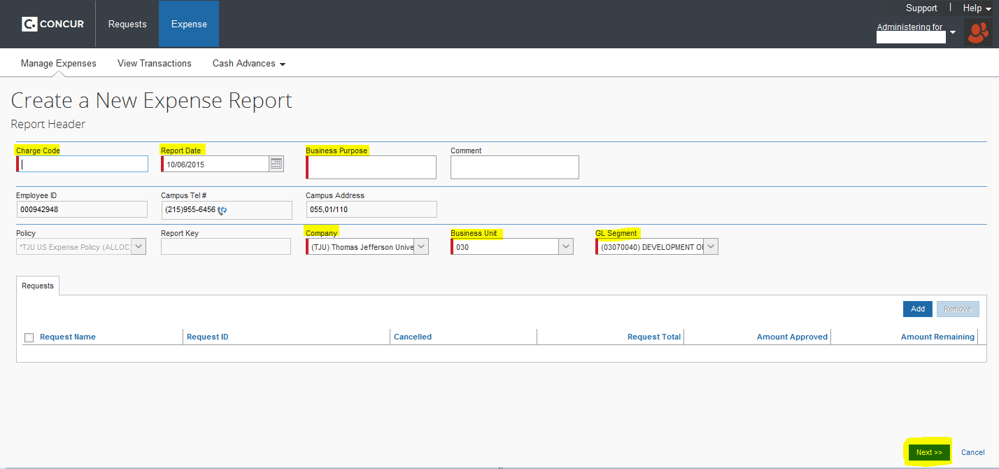 Support | Help
C. CONCUR Requests Expense
Administering for
Manage Expenses View Transactions Cash Advances
Create a New Expense Report
Report Header
Charge Code Report Date Business Purpose Comment
10/06/2015
Employee ID Campus Tel # Campus Address
000942948 (215)955-6456 055,01/110
Policy Report Key Company Business Unit GL Segment
*TJU US Expense Policy (ALLOC (TJU) Thomas Jefferson Unive 030 (03070040) DEVELOPMENT O
Requests
Add Remove
Request Name Request ID Cancelled Request Total Amount Approved Amount Remaining
Next >> Cancel